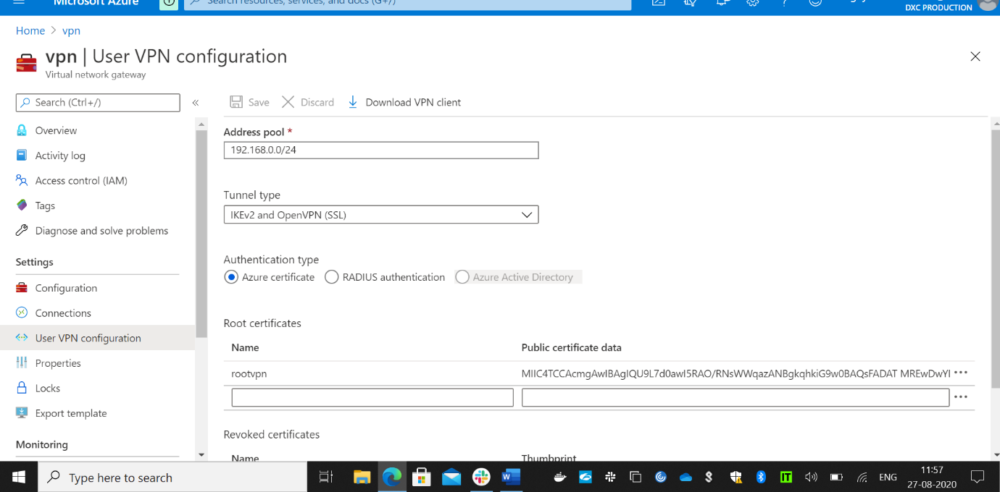 Microsoft Azure
Search resources, services, and docs (G+/)
DXC PRODUCTION
Home > vpn
vpn | User VPN configuration
Virtual network gateway
Search (Ctrl+/)
«
Save
Discard
Download VPN client
Overview
Activity log
Access control (IAM)
Tags
Diagnose and solve problems
Settings
Configuration
Connections
User VPN configuration
Properties
Locks
Export template
Monitoring
Address pool *
192.168.0.0/24
Tunnel type
IKEv2 and OpenVPN (SSL)
Authentication type
Azure certificate
RADIUS authentication
Azure Active Directory
Root certificates
Name
Public certificate data
rootvpn
MIIC4TCCAcmgAwIBAgIQU9L7d0awI5RAO/RNsWWqazANBgkqhkiG9w0BAQsFADAT MREwDwYI
Revoked certificates
Name
Thumbprint
Type here to search
ENG
11:57
27-08-2020